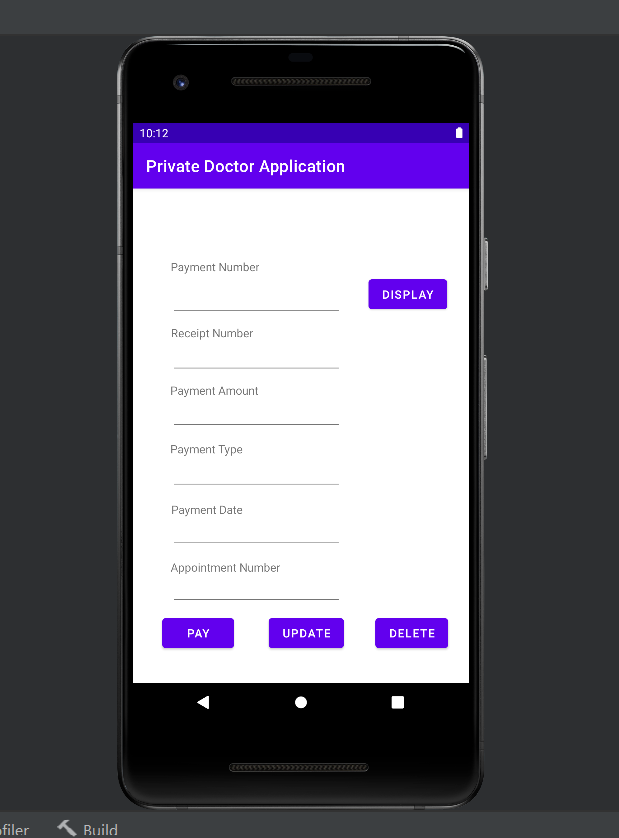 10:12
Private Doctor Application
Payment Number
DISPLAY
Receipt Number
Payment Amount
Payment Type
Payment Date
Appointment Number
PAY UPDATE DELETE
Build